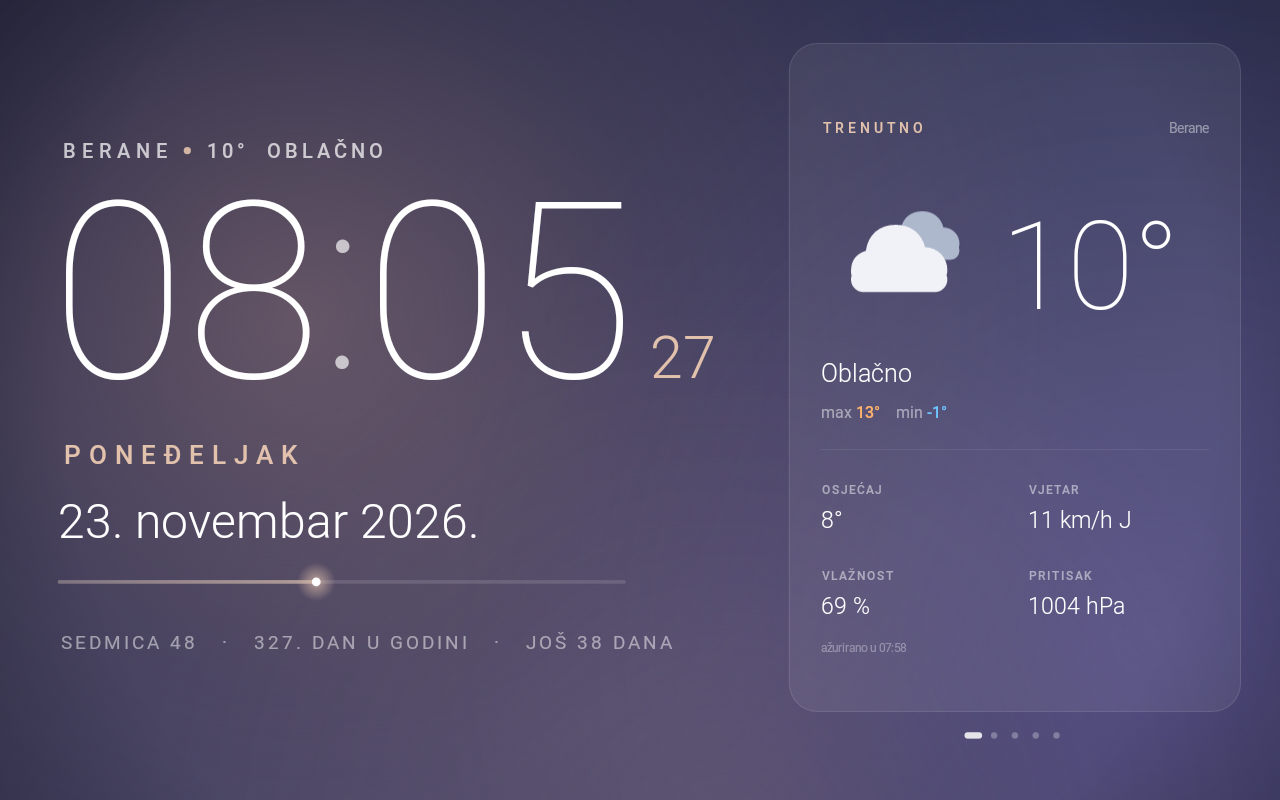 BERANE • 10° OBLAČNO
08:05 27
PONEĐELJAK
23. novembar 2026.
SEDMICA 48 · 327. DAN U GODINI · JOŠ 38 DANA
TRENUTNO Berane
10°
Oblačno
max 13° min -1°
OSJEĆAJ VJETAR
8° 11 km/h J
VLAŽNOST PRITISAK
69 % 1004 hPa
ažurirano u 07:58